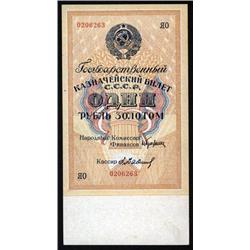 0206263
ЯО
Государственный
КАЗНАЧЕЙСКИЙ БИЛЕТ
С.С.С.Р.
ОДИН
РУБЛЬ ЗОЛОТОМ
Народный Комиссар
Финансов
Кассир
ЯО
0206263